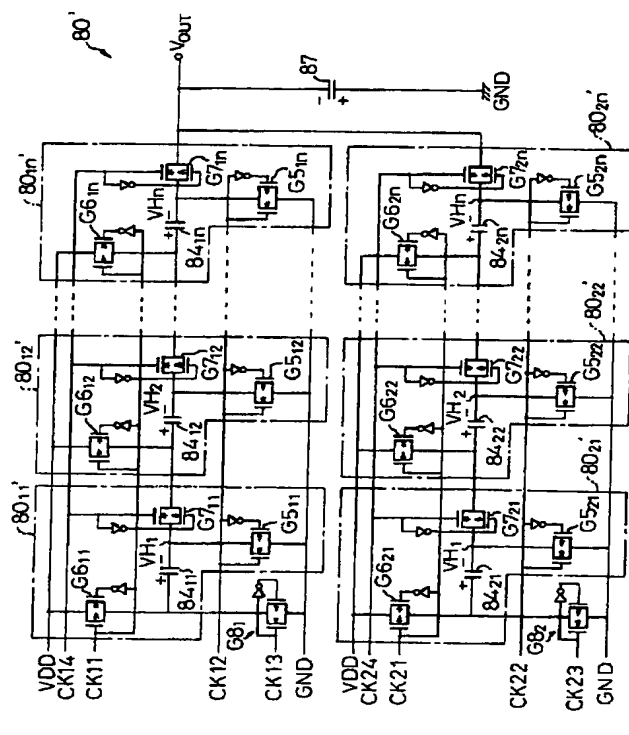 80'
VOUT
87
- +
GND
8011' 8012' 801n'
G611 G612 G61n
G711 G712 G71n
VH1 VH2 VHn
+ - + - + -
8411 8412 841n
G511 G512 G51n
G81
VDD
CK14
CK11
CK12
CK13
GND
G621 G622 G62n
G721 G722 G72n
VH1 VH2 VHn
+ - + - + -
8421 8422 842n
G521 G522 G52n
8021' 8022' 802n'
G82
VDD
CK24
CK21
CK22
CK23
GND